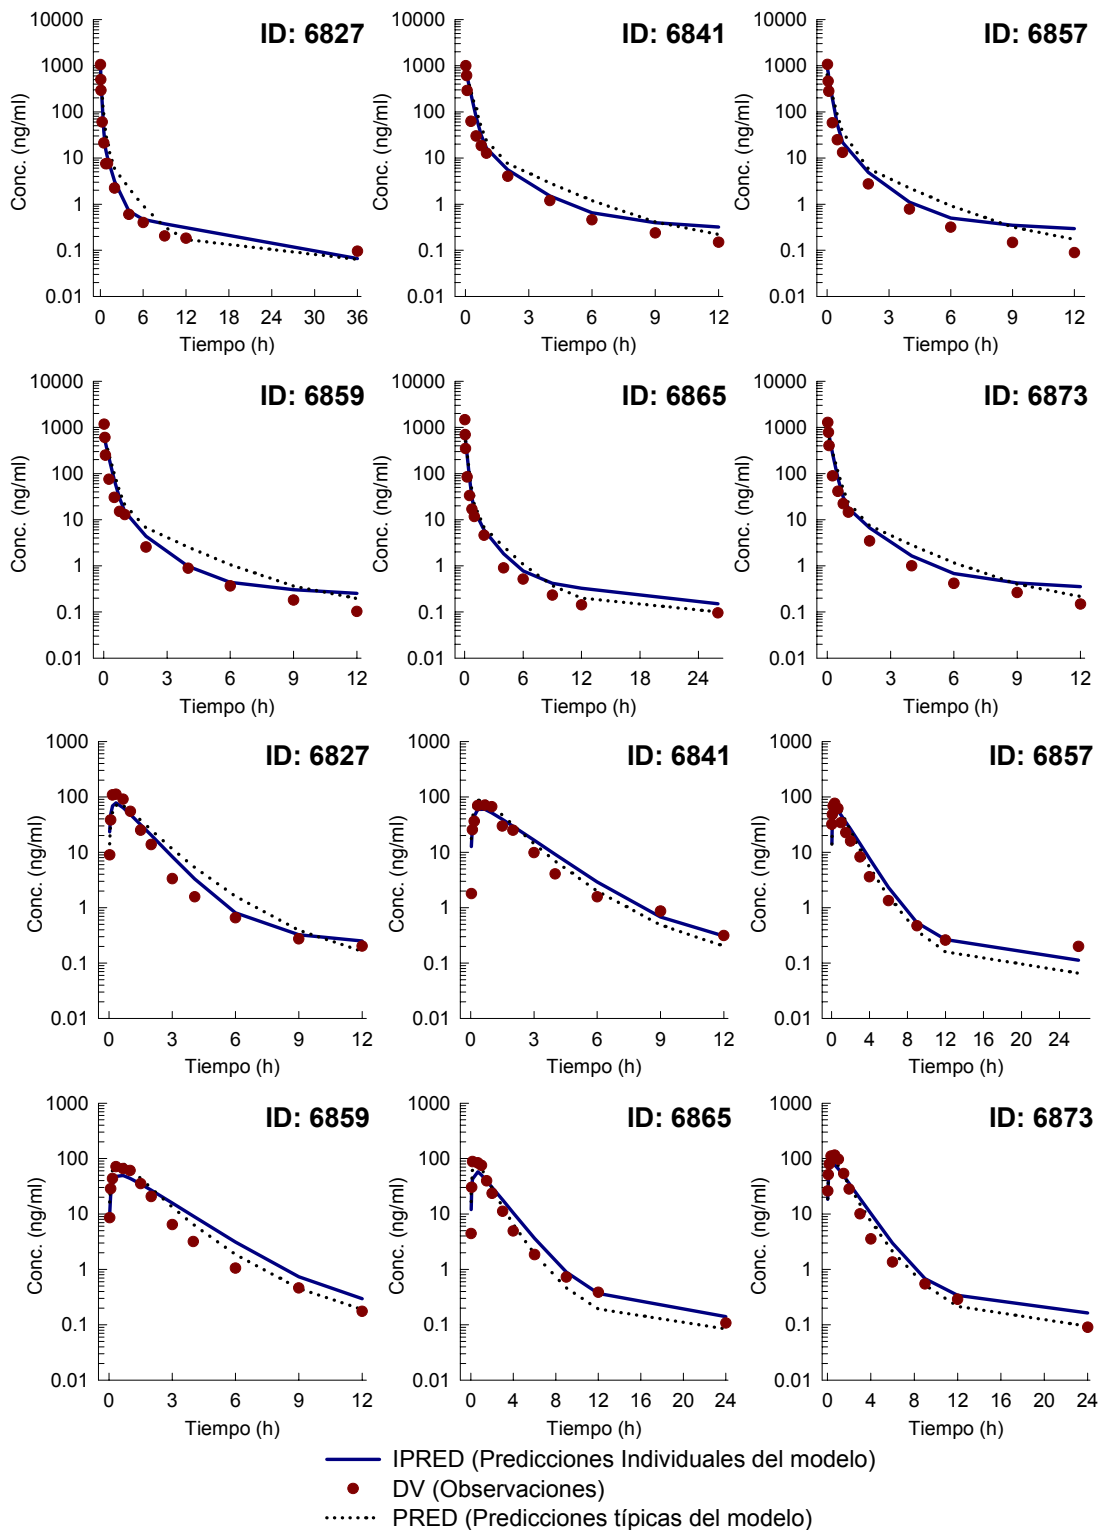 ID: 6827
Conc. (ng/ml)
10000
1000
100
10
1
0.1
0.01
0 6 12 18 24 30 36
Tiempo (h)
ID: 6841
Conc. (ng/ml)
10000
1000
100
10
1
0.1
0.01
0 3 6 9 12
Tiempo (h)
ID: 6857
Conc. (ng/ml)
10000
1000
100
10
1
0.1
0.01
0 2 4 6 8 10 12
Tiempo (h)
ID: 6859
Conc. (ng/ml)
10000
1000
100
10
1
0.1
0.01
0 3 6 9 12
Tiempo (h)
ID: 6865
Conc. (ng/ml)
10000
1000
100
10
1
0.1
0.01
0 6 12 18 24
Tiempo (h)
ID: 6873
Conc. (ng/ml)
10000
1000
100
10
1
0.1
0.01
0 2 4 6 8 10 12
Tiempo (h)
ID: 6827
Conc. (ng/ml)
1000
100
10
1
0.1
0.01
0 3 6 9 12
Tiempo (h)
ID: 6841
Conc. (ng/ml)
1000
100
10
1
0.1
0.01
0 3 6 9 12
Tiempo (h)
ID: 6857
Conc. (ng/ml)
1000
100
10
1
0.1
0.01
0 4 8 12 16 20 24
Tiempo (h)
ID: 6859
Conc. (ng/ml)
1000
100
10
1
0.1
0.01
0 3 6 9 12
Tiempo (h)
ID: 6865
Conc. (ng/ml)
1000
100
10
1
0.1
0.01
0 4 8 12 16 20 24
Tiempo (h)
ID: 6873
Conc. (ng/ml)
1000
100
10
1
0.1
0.01
0 4 8 12 16 20 24
Tiempo (h)
IPRED (Predicciones Individuales del modelo)
DV (Observaciones)
PRED (Predicciones típicas del modelo)